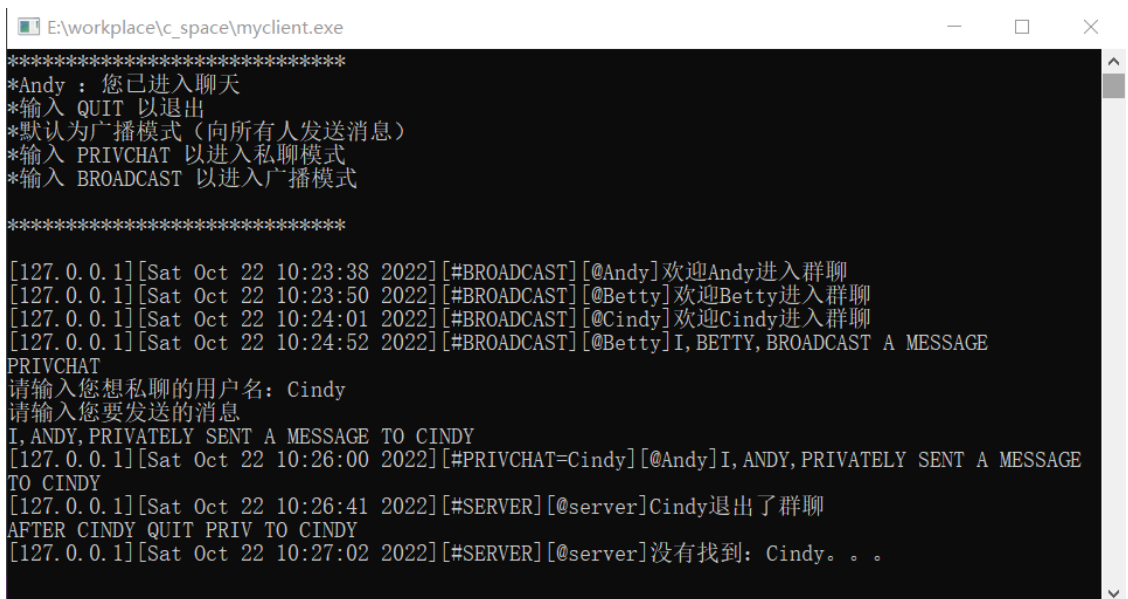 E:\workplace\c_space\myclient.exe
*****************************
*Andy : 您已进入聊天
*输入 QUIT 以退出
*默认为广播模式（向所有人发送消息）
*输入 PRIVCHAT 以进入私聊模式
*输入 BROADCAST 以进入广播模式
*****************************
[127.0.0.1][Sat Oct 22 10:23:38 2022][#BROADCAST][@Andy]欢迎Andy进入群聊
[127.0.0.1][Sat Oct 22 10:23:50 2022][#BROADCAST][@Betty]欢迎Betty进入群聊
[127.0.0.1][Sat Oct 22 10:24:01 2022][#BROADCAST][@Cindy]欢迎Cindy进入群聊
[127.0.0.1][Sat Oct 22 10:24:52 2022][#BROADCAST][@Betty]I,BETTY,BROADCAST A MESSAGE
PRIVCHAT
请输入您想私聊的用户名：Cindy
请输入您要发送的消息
I,ANDY,PRIVATELY SENT A MESSAGE TO CINDY
[127.0.0.1][Sat Oct 22 10:26:00 2022][#PRIVCHAT=Cindy][@Andy]I,ANDY,PRIVATELY SENT A MESSAGE
TO CINDY
[127.0.0.1][Sat Oct 22 10:26:41 2022][#SERVER][@server]Cindy退出了群聊
AFTER CINDY QUIT PRIV TO CINDY
[127.0.0.1][Sat Oct 22 10:27:02 2022][#SERVER][@server]没有找到：Cindy。。。